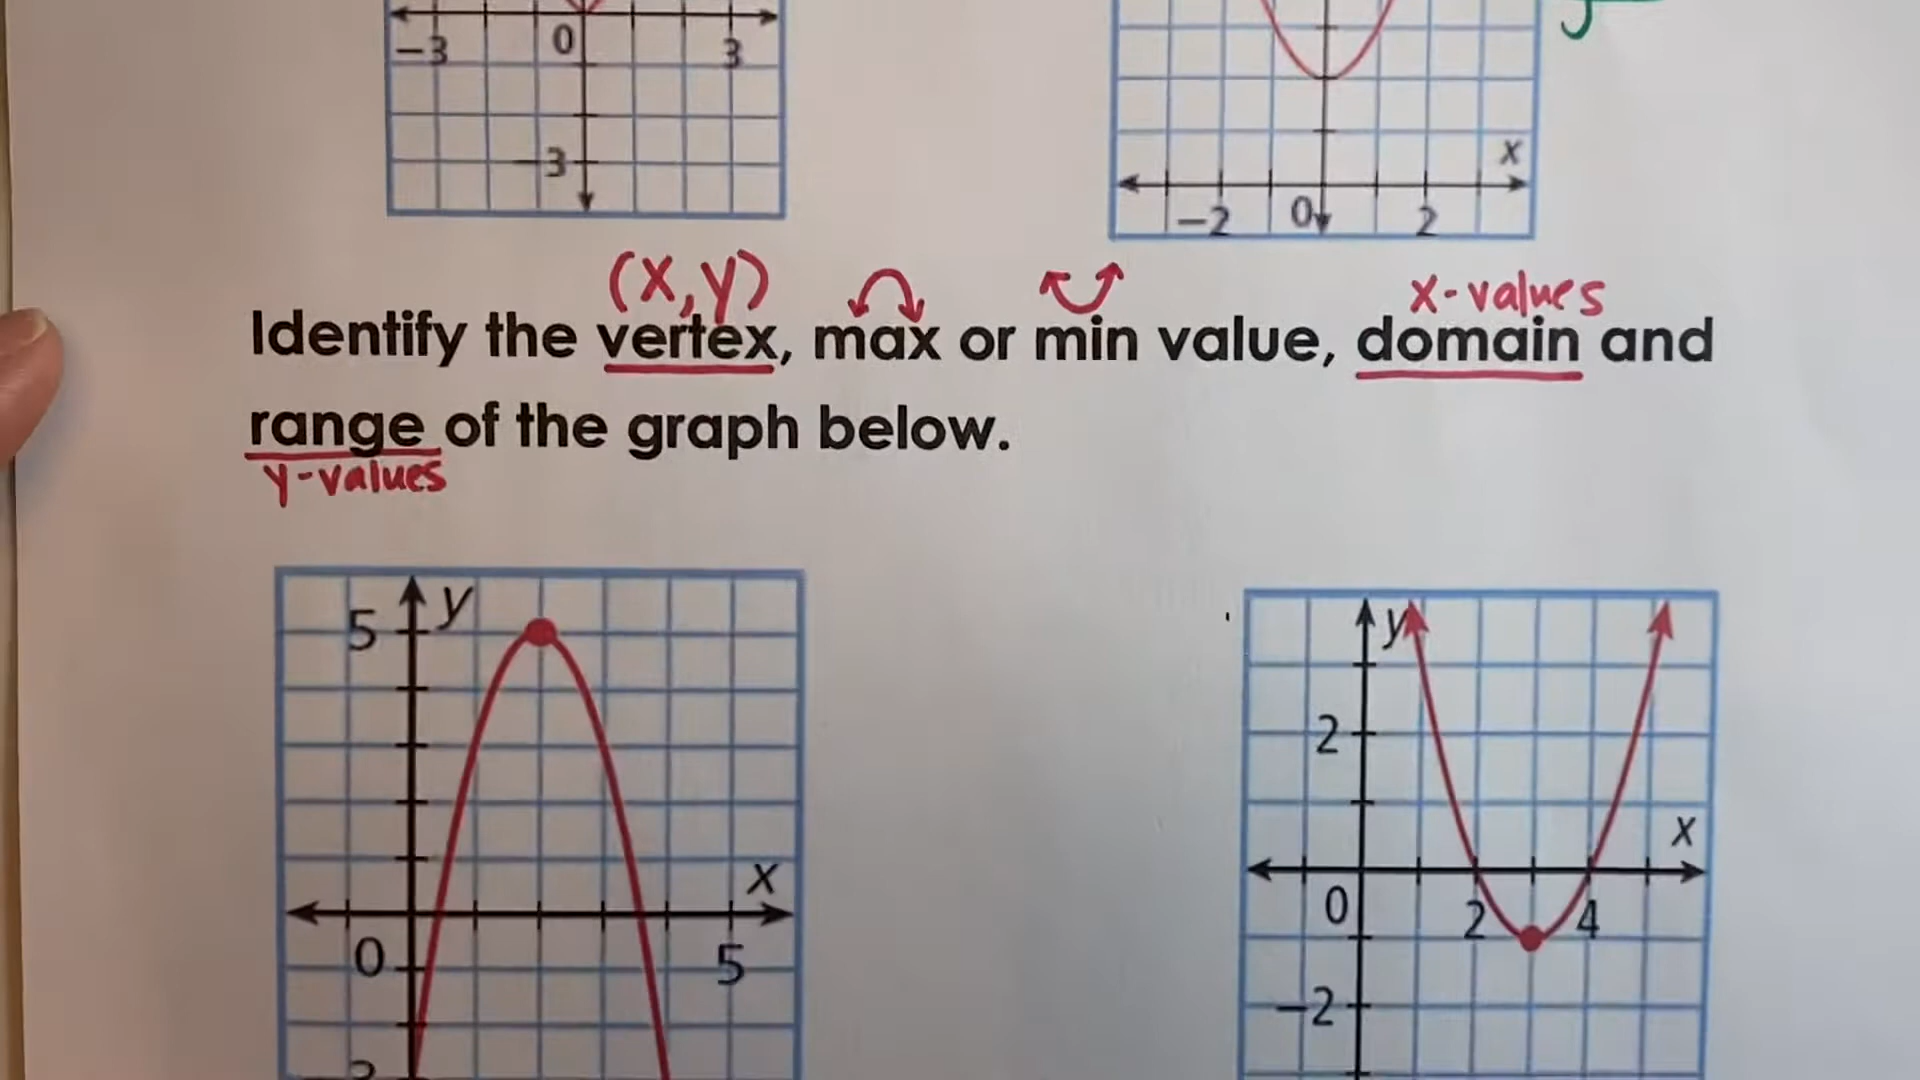 -3 0 3
-3
x
-2 0 2
(x,y) x-values
Identify the vertex, max or min value, domain and
range of the graph below.
y-values
5 y
x
0 5
y
2
x
0 2 4
-2